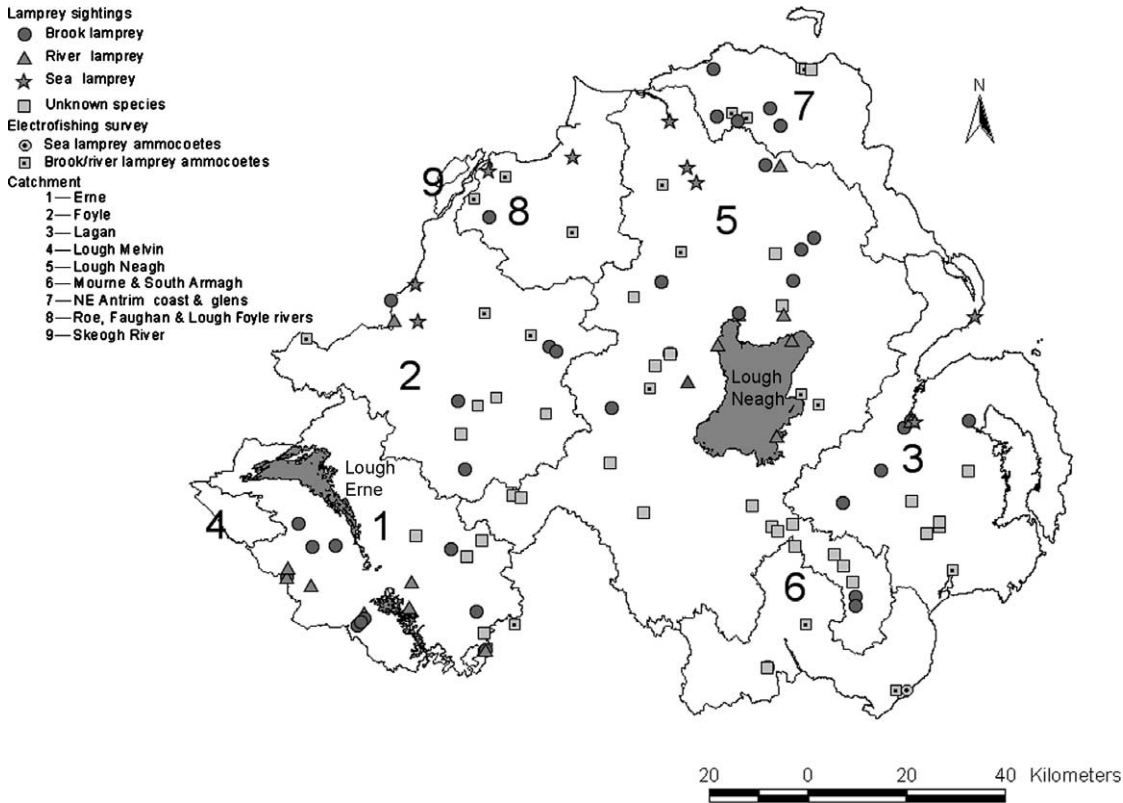 Lamprey sightings
Brook lamprey
River lamprey
Sea lamprey
Unknown species
Electrofishing survey
Sea lamprey ammocoetes
Brook/river lamprey ammocoetes
Catchment
1—Erne
2—Foyle
3—Lagan
4—Lough Melvin
5—Lough Neagh
6—Mourne & South Armagh
7—NE Antrim coast & glens
8—Roe, Faughan & Lough Foyle rivers
9—Skeogh River
N
7
9
8
5
2
Lough
Neagh
3
Lough
Erne
4
1
6
20 0 20 40 Kilometers